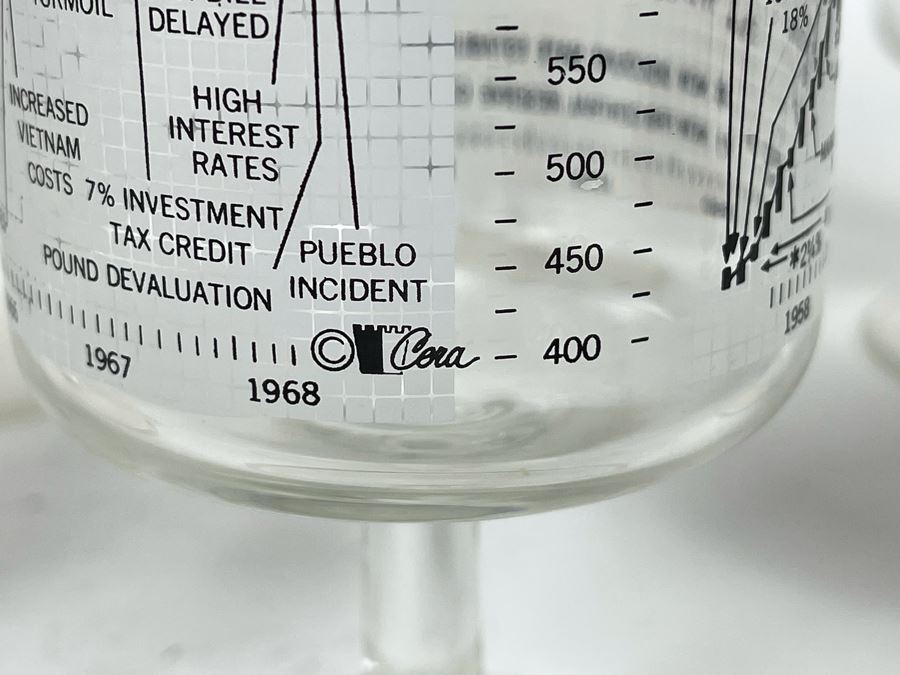 DELAYED
HIGH
INTEREST
RATES
INCREASED
VIETNAM
COSTS
7% INVESTMENT
TAX CREDIT
POUND DEVALUATION
PUEBLO
INCIDENT
1967
1968
© Cera
550
500
450
400
18%
1958